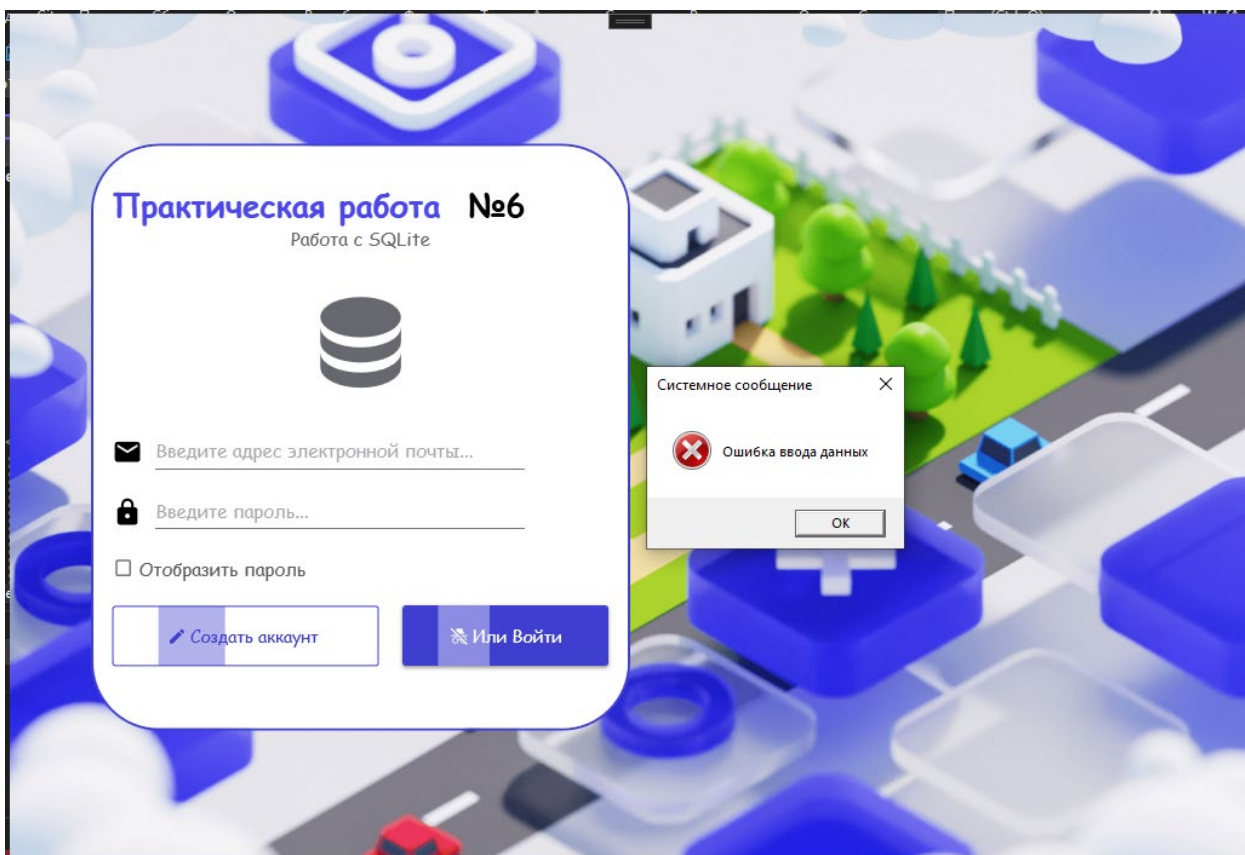 Практическая работа №6
Работа с SQLite
Введите адрес электронной почты...
Введите пароль...
Отобразить пароль
Создать аккаунт
Или Войти
Системное сообщение
Ошибка ввода данных
OK